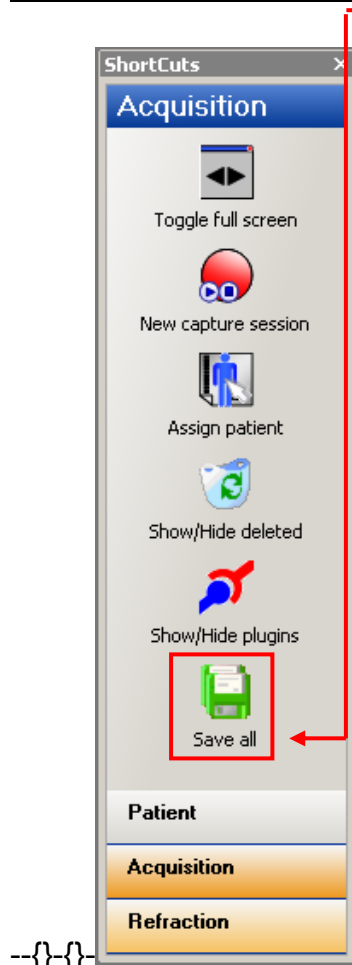 ShortCuts
Acquisition
Toggle full screen
New capture session
Assign patient
Show/Hide deleted
Show/Hide plugins
Save all
Patient
Acquisition
Refraction
--{}-{}-